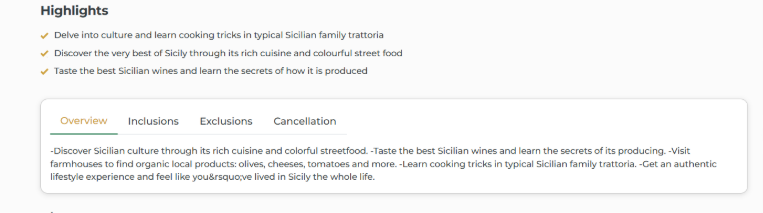 Highlights
Delve into culture and learn cooking tricks in typical Sicilian family trattoria
Discover the very best of Sicily through its rich cuisine and colourful street food
Taste the best Sicilian wines and learn the secrets of how it is produced
Overview Inclusions Exclusions Cancellation
-Discover Sicilian culture through its rich cuisine and colorful streetfood. -Taste the best Sicilian wines and learn the secrets of its producing. -Visit
farmhouses to find organic local products: olives, cheeses, tomatoes and more. -Learn cooking tricks in typical Sicilian family trattoria. -Get an authentic
lifestyle experience and feel like you&rsquo;ve lived in Sicily the whole life.